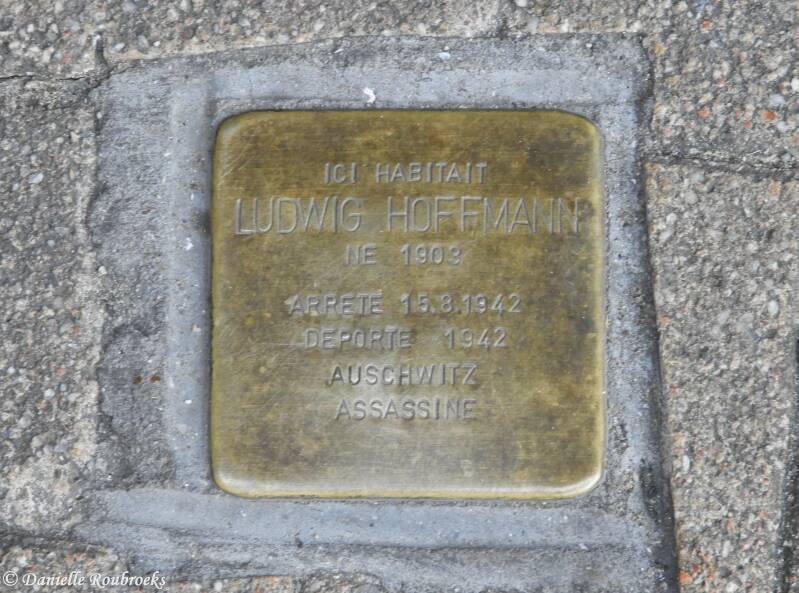 ICI HABITAIT
LUDWIG HOFFMANN
NE 1903
ARRETE 15.8.1942
DEPORTE 1942
AUSCHWITZ
ASSASSINE
© Danielle Roubroeks